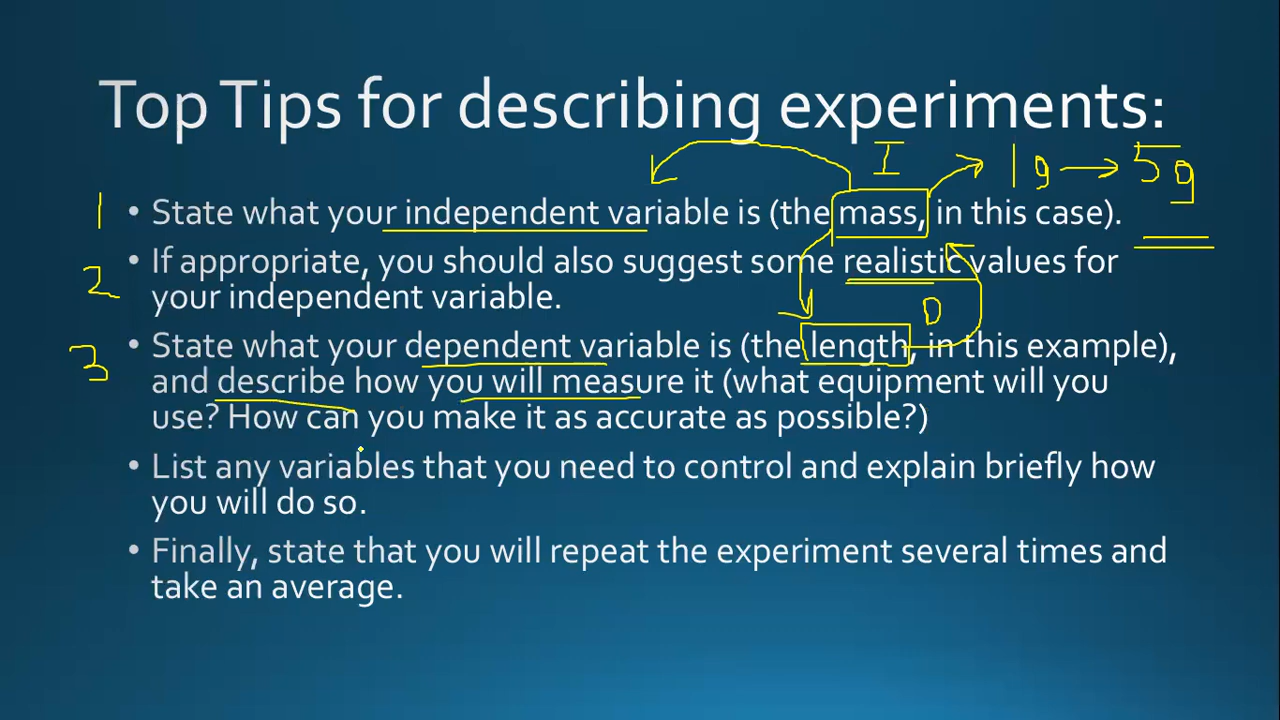 Top Tips for describing experiments:
I 1g → 5g
1 • State what your independent variable is (the mass, in this case).
2 • If appropriate, you should also suggest some realistic values for
your independent variable.
D
3 • State what your dependent variable is (the length, in this example),
and describe how you will measure it (what equipment will you
use? How can you make it as accurate as possible?)
• List any variables that you need to control and explain briefly how
you will do so.
• Finally, state that you will repeat the experiment several times and
take an average.